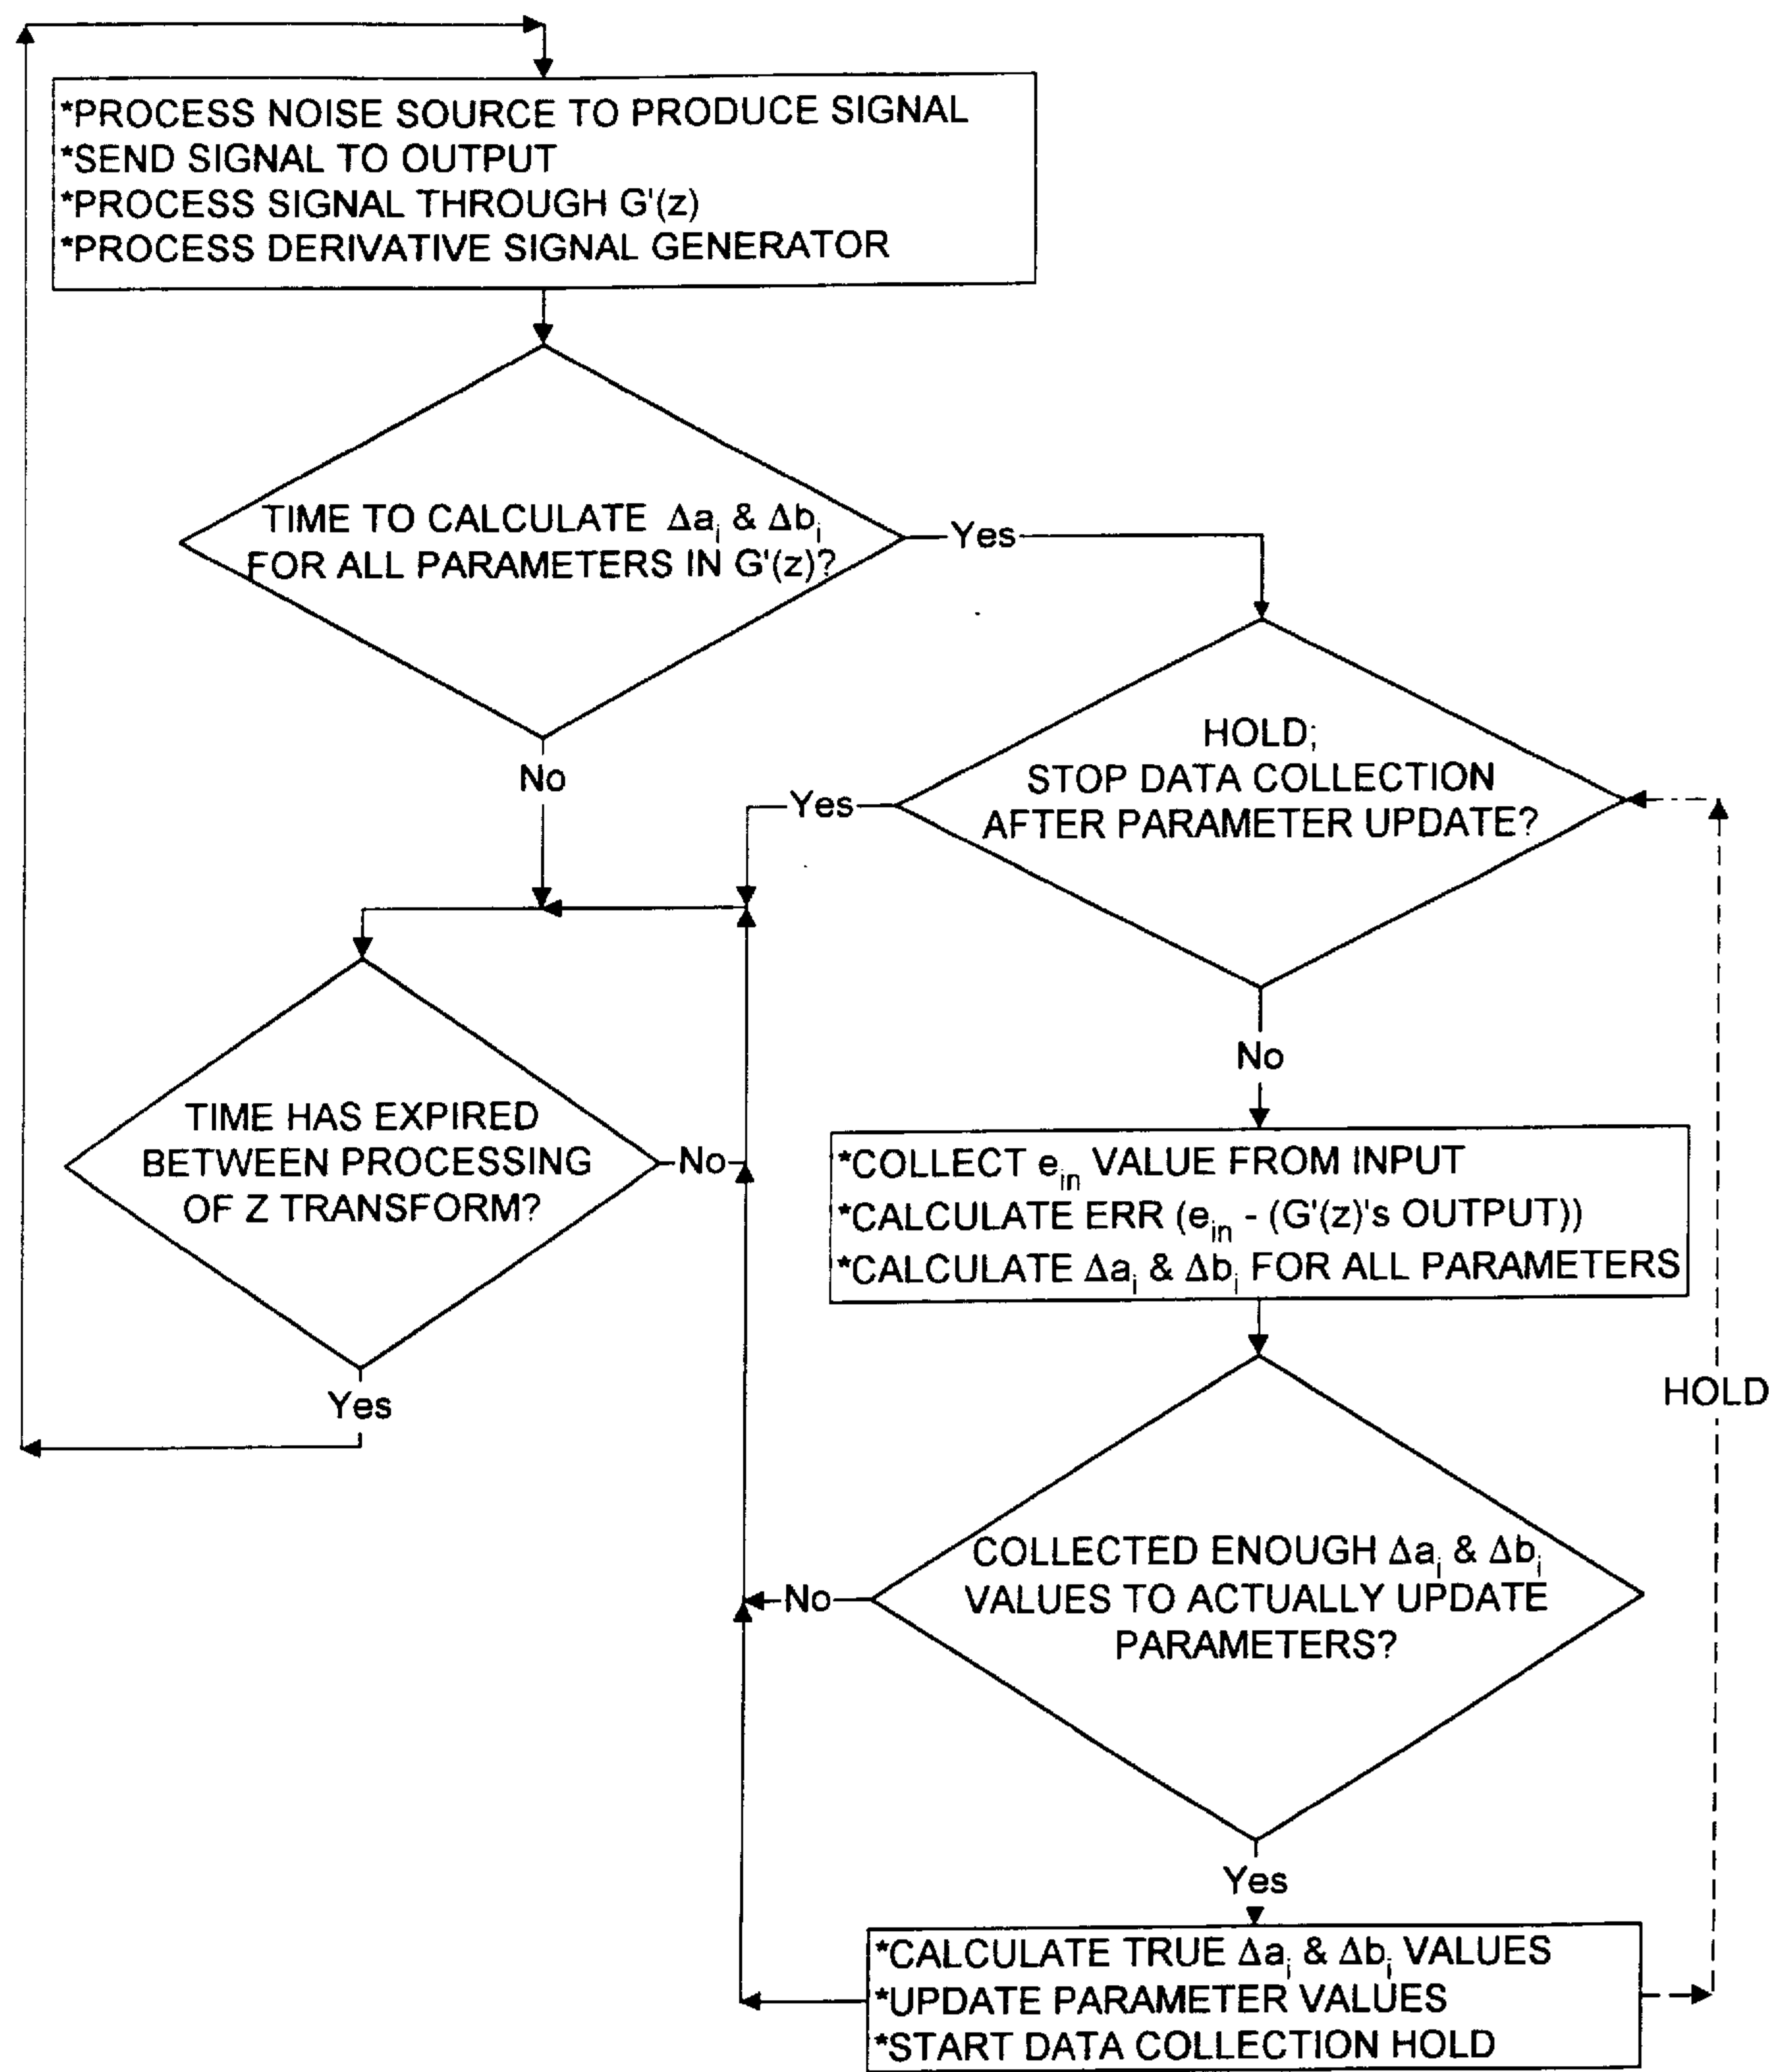 *PROCESS NOISE SOURCE TO PRODUCE SIGNAL
*SEND SIGNAL TO OUTPUT
*PROCESS SIGNAL THROUGH G'(z)
*PROCESS DERIVATIVE SIGNAL GENERATOR
TIME TO CALCULATE Δai & Δbi
FOR ALL PARAMETERS IN G'(z)?
Yes
No
HOLD;
STOP DATA COLLECTION
AFTER PARAMETER UPDATE?
Yes
No
TIME HAS EXPIRED
BETWEEN PROCESSING
OF Z TRANSFORM?
No
Yes
*COLLECT ein VALUE FROM INPUT
*CALCULATE ERR (ein - (G'(z)'s OUTPUT))
*CALCULATE Δai & Δbi FOR ALL PARAMETERS
HOLD
COLLECTED ENOUGH Δai & Δbi
VALUES TO ACTUALLY UPDATE
PARAMETERS?
No
Yes
*CALCULATE TRUE Δai & Δbi VALUES
*UPDATE PARAMETER VALUES
*START DATA COLLECTION HOLD